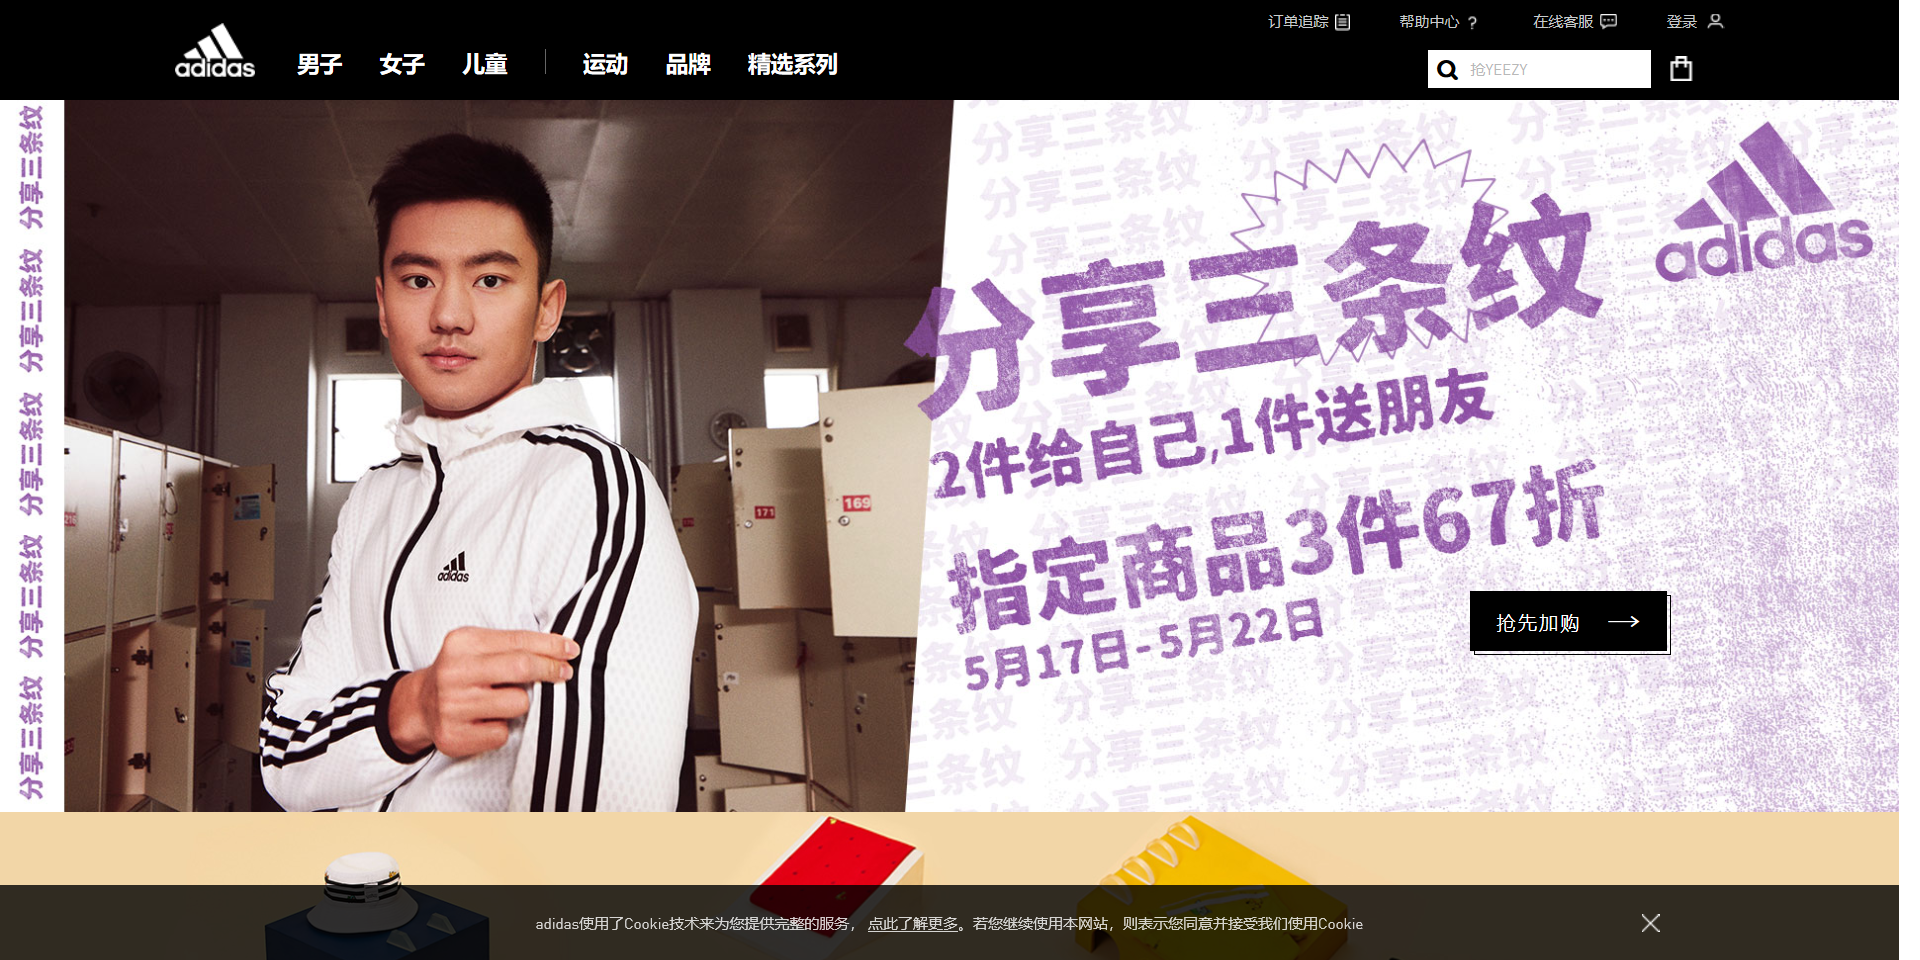 订单追踪
帮助中心 ?
在线客服
登录
adidas
男子
女子
儿童
运动
品牌
精选系列
抢YEEZY
分享三条纹
分享三条纹
分享三条纹
分享三条纹
分享三条纹
adidas
171
169
分享三条纹
adidas
2件给自己,1件送朋友
指定商品3件67折
5月17日-5月22日
抢先加购
adidas使用了Cookie技术来为您提供完整的服务，点此了解更多。若您继续使用本网站，则表示您同意并接受我们使用Cookie